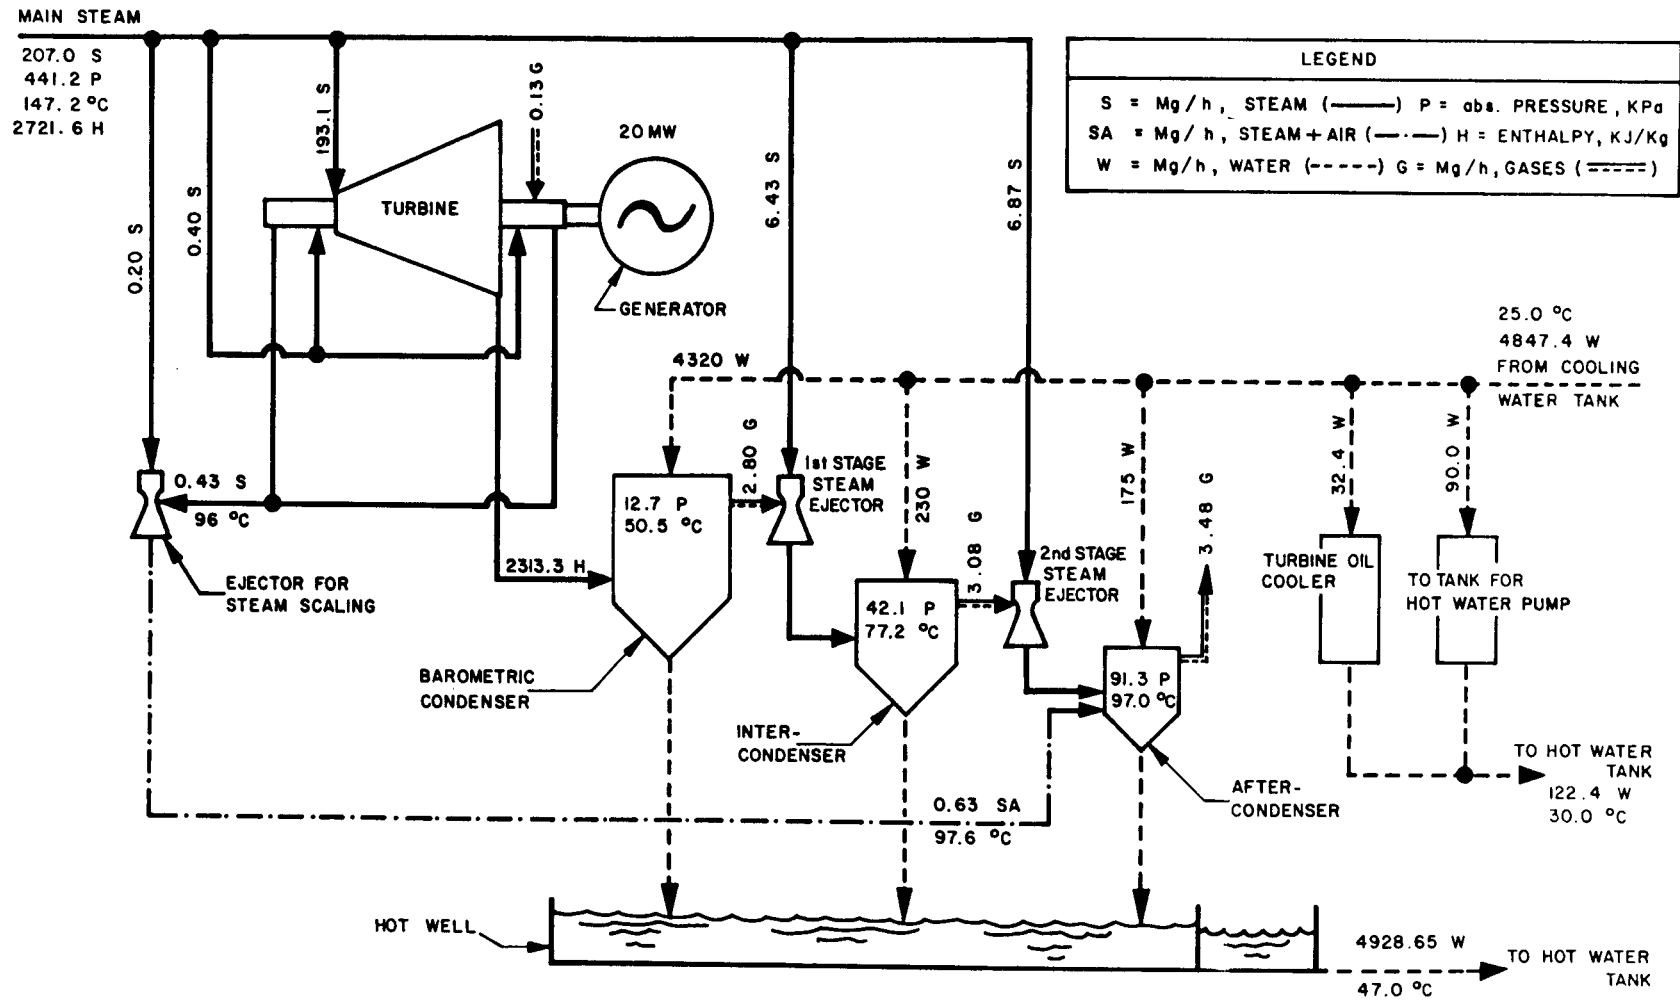 MAIN STEAM
207.0 S
441.2 P
147.2 °C
2721.6 H
0.20 S
0.40 S
193.1 S
0.13 G
20 MW
TURBINE
GENERATOR
6.43 S
6.87 S
LEGEND
S = Mg/h, STEAM (———) P = abs. PRESSURE, KPa
SA = Mg/h, STEAM+AIR (—·—) H = ENTHALPY, KJ/Kg
W = Mg/h, WATER (-----) G = Mg/h, GASES (=====)
25.0 °C
4847.4 W
FROM COOLING
WATER TANK
4320 W
0.43 S
96 °C
EJECTOR FOR
STEAM SCALING
2313.3 H
12.7 P
50.5 °C
2.80 G
1st STAGE
STEAM
EJECTOR
230 W
3.08 G
2nd STAGE
STEAM
EJECTOR
175 W
3.48 G
32.4 W
90.0 W
TURBINE OIL
COOLER
TO TANK FOR
HOT WATER PUMP
42.1 P
77.2 °C
91.3 P
97.0 °C
BAROMETRIC
CONDENSER
INTER-
CONDENSER
AFTER-
CONDENSER
TO HOT WATER
TANK
122.4 W
30.0 °C
0.63 SA
97.6 °C
HOT WELL
4928.65 W
47.0 °C
TO HOT WATER
TANK